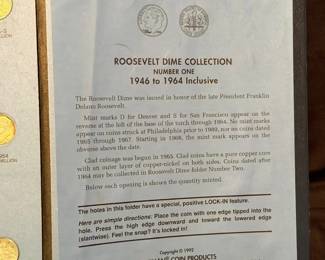 ROOSEVELT DIME COLLECTION
NUMBER ONE
1946 to 1964 Inclusive
The Roosevelt Dime was issued in honor of the late President Franklin
Delano Roosevelt.
Mint marks D for Denver and S for San Francisco appear on the
reverse at the left of the base of the torch through 1964. No mint marks
appear on coins struck at Philadelphia prior to 1980, nor on coins dated
1965 through 1967. Starting in 1968, the mint mark appears on the
obverse above the date.
Clad coinage was begun in 1965. Clad coins have a pure copper core
with an outer layer of copper-nickel on both sides. Coins dated after
1964 may be collected in Roosevelt Dime folder Number Two.
Below each opening is shown the quantity minted.
The holes in this folder have a special, positive LOCK-IN feature.
Here are simple directions: Place the coin with one edge tipped into the
hole. Press the high edge downward and toward the lowered edge
(slantwise). Feel the snap? It's locked in!
Copyright © 1992
COIN PRODUCTS